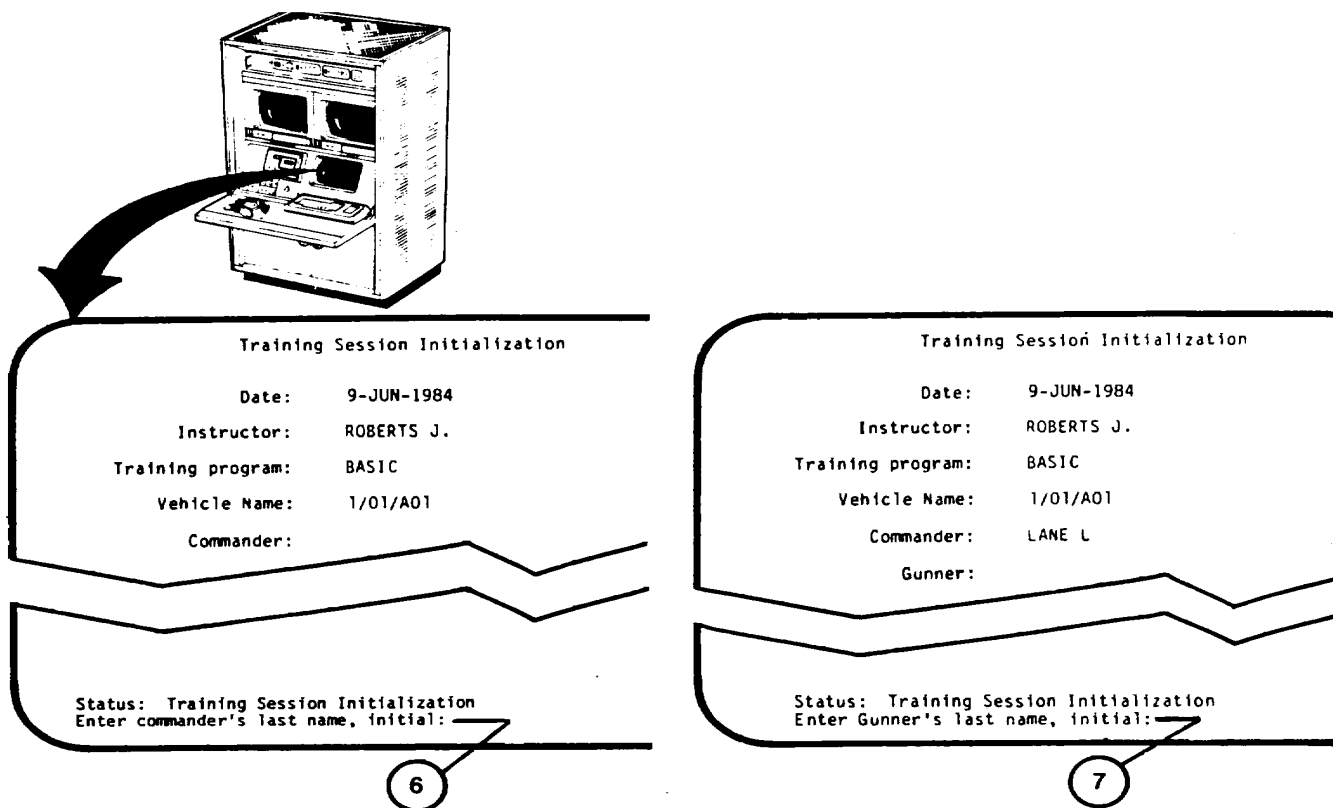 Training Session Initialization
Date: 9-JUN-1984
Instructor: ROBERTS J.
Training program: BASIC
Vehicle Name: 1/01/A01
Commander:
Status: Training Session Initialization
Enter commander's last name, initial:
6
Training Session Initialization
Date: 9-JUN-1984
Instructor: ROBERTS J.
Training program: BASIC
Vehicle Name: 1/01/A01
Commander: LANE L
Gunner:
Status: Training Session Initialization
Enter Gunner's last name, initial:
7